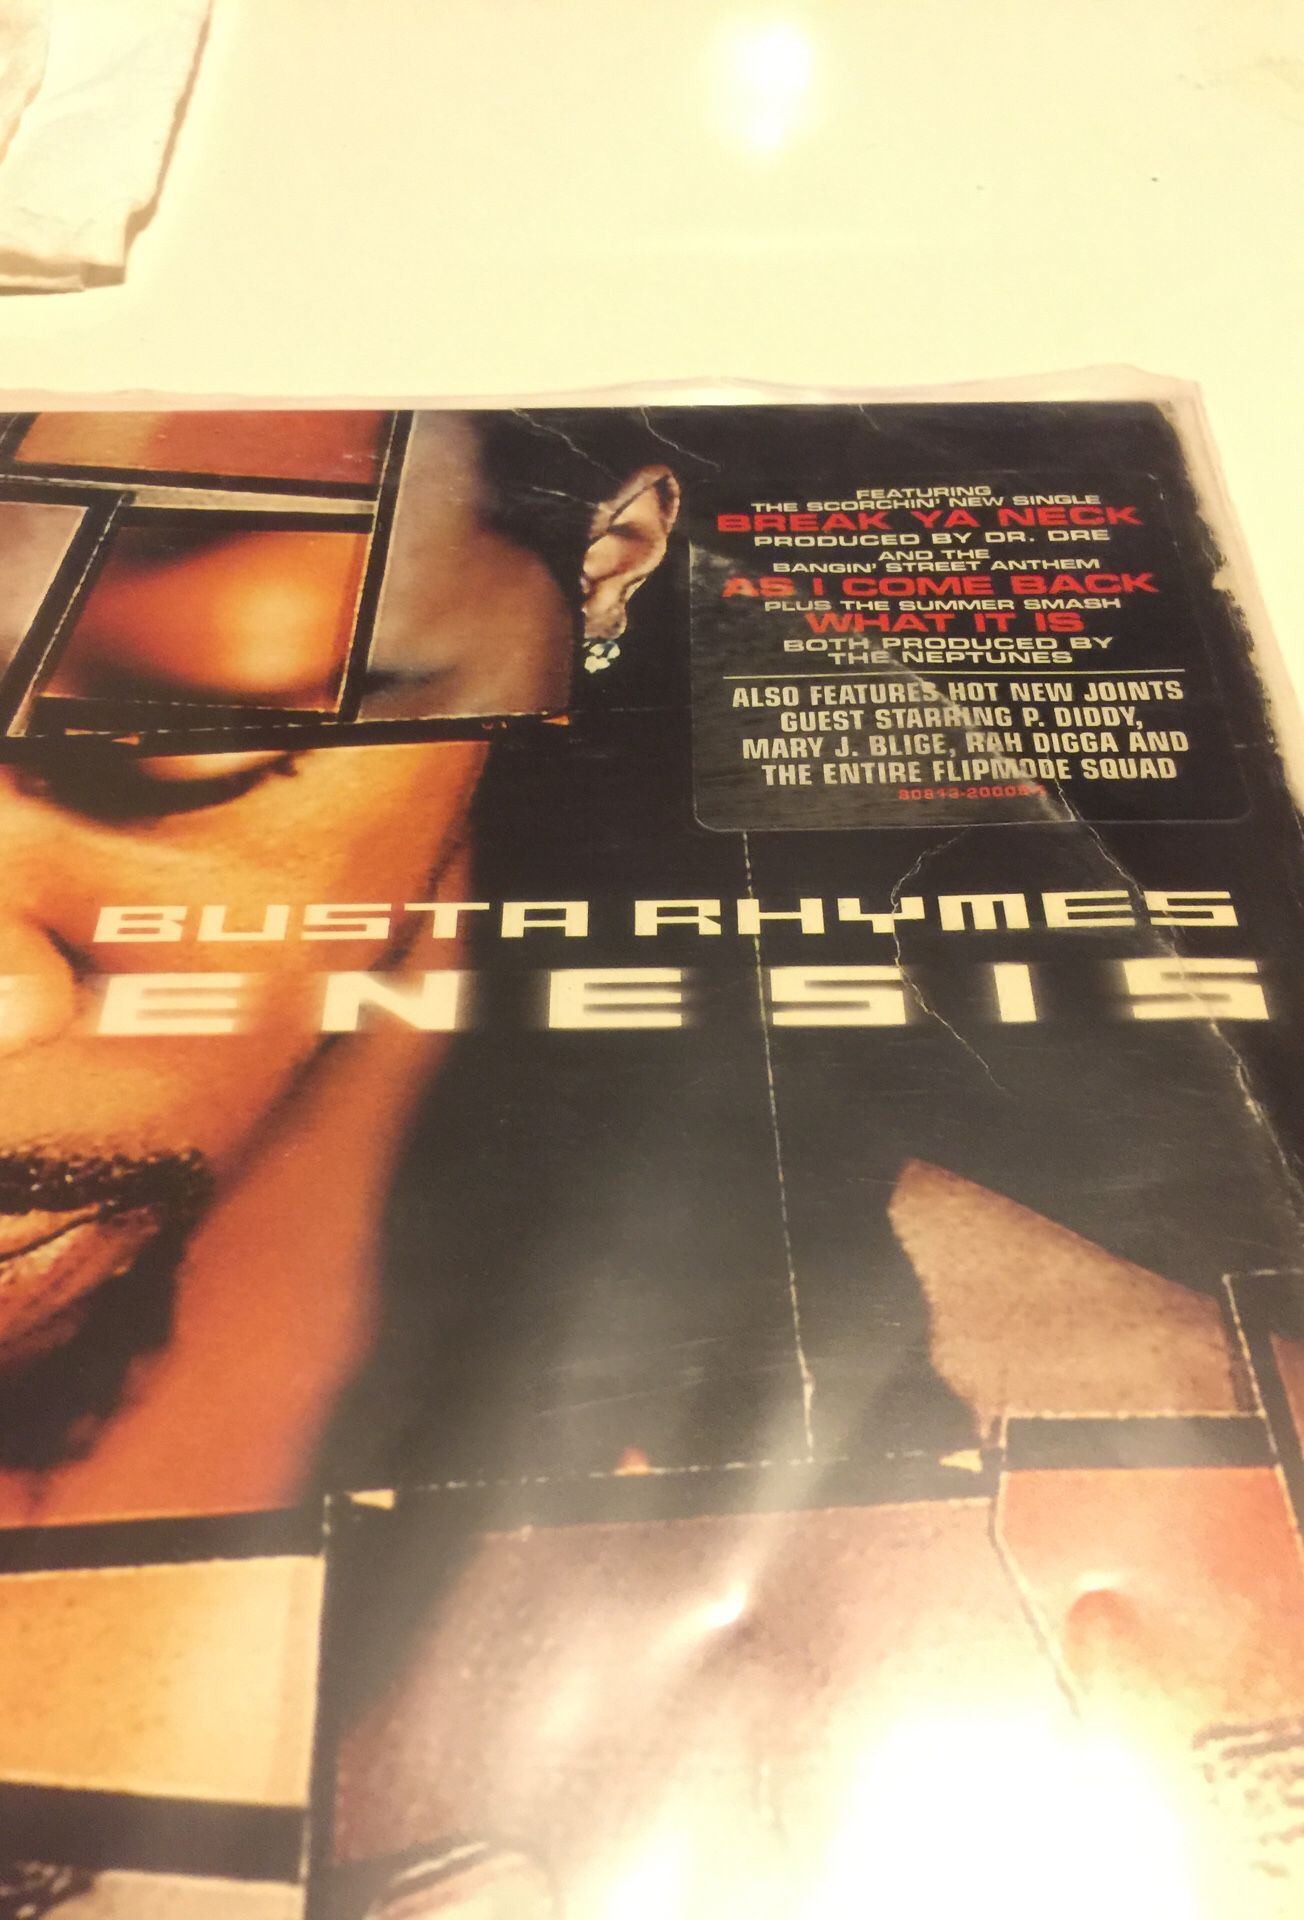 FEATURING
THE SCORCHIN' NEW SINGLE
BREAK YA NECK
PRODUCED BY DR. DRE
AND THE
BANGIN' STREET ANTHEM
AS I COME BACK
PLUS THE SUMMER SMASH
WHAT IT IS
BOTH PRODUCED BY
THE NEPTUNES
ALSO FEATURES HOT NEW JOINTS
GUEST STARRING P. DIDDY,
MARY J. BLIGE, RAH DIGGA AND
THE ENTIRE FLIPMODE SQUAD
BUSTA RHYMES
GENESIS